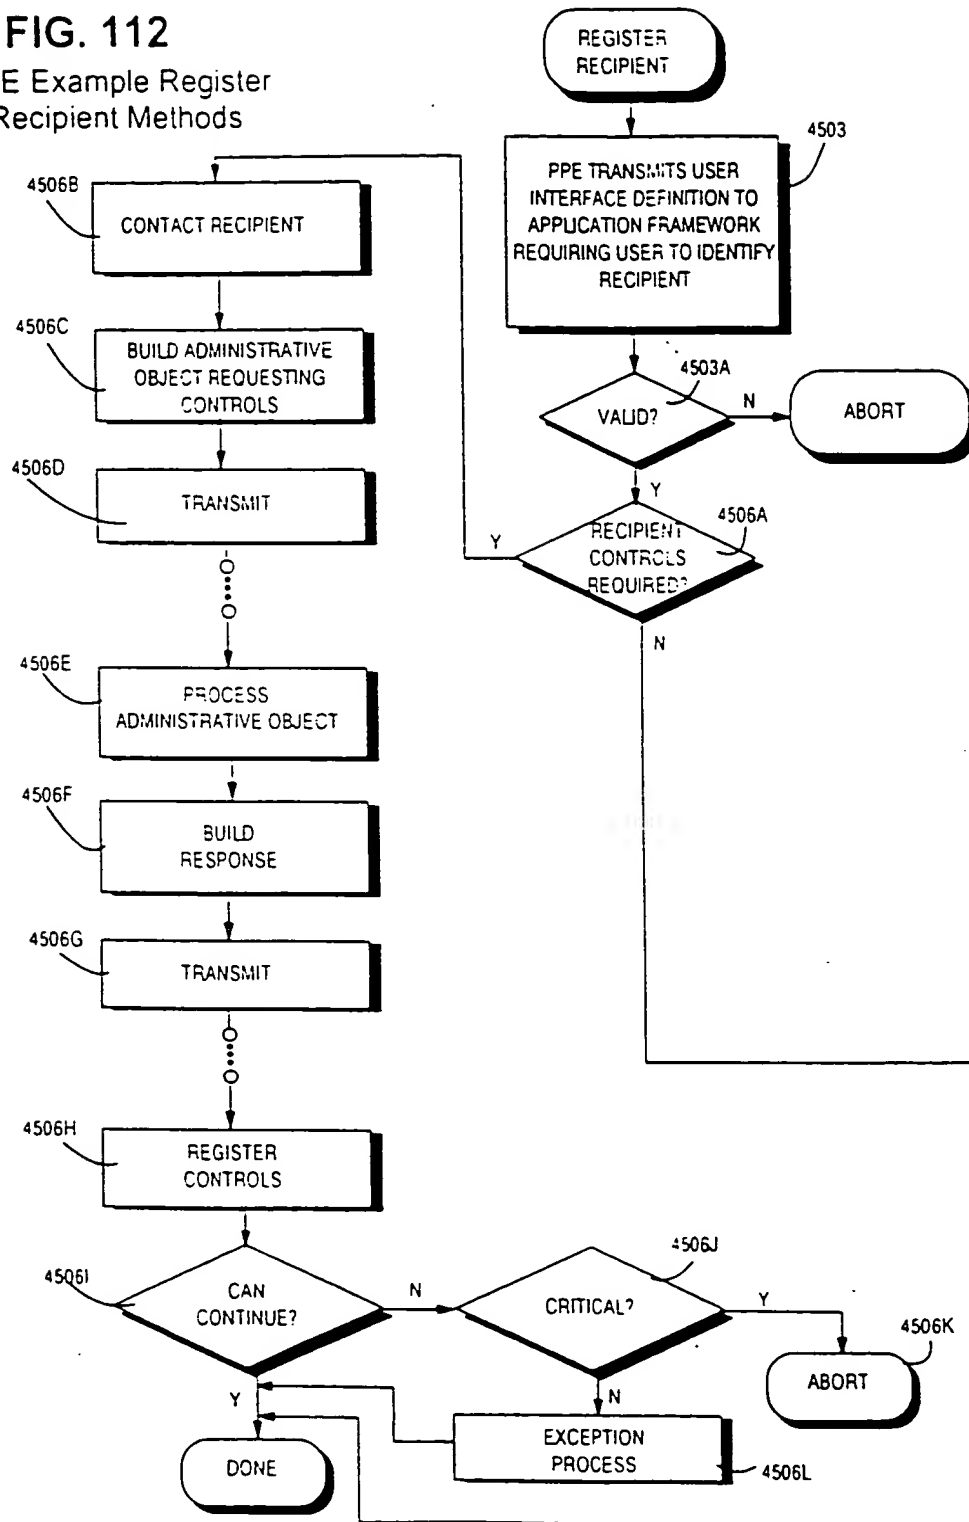 FIG. 112
E Example Register
Recipient Methods
REGISTER
RECIPIENT
4503
PPE TRANSMITS USER
INTERFACE DEFINITION TO
APPLICATION FRAMEWORK
REQUIRING USER TO IDENTIFY
RECIPIENT
4503A
VALID?
N
ABORT
Y
4506A
RECIPIENT
CONTROLS
REQUIRED?
Y
N
4506B
CONTACT RECIPIENT
4506C
BUILD ADMINISTRATIVE
OBJECT REQUESTING
CONTROLS
4506D
TRANSMIT
4506E
PROCESS
ADMINISTRATIVE OBJECT
4506F
BUILD
RESPONSE
4506G
TRANSMIT
4506H
REGISTER
CONTROLS
4506I
CAN
CONTINUE?
N
Y
4506J
CRITICAL?
Y
N
4506K
ABORT
EXCEPTION
PROCESS
4506L
DONE